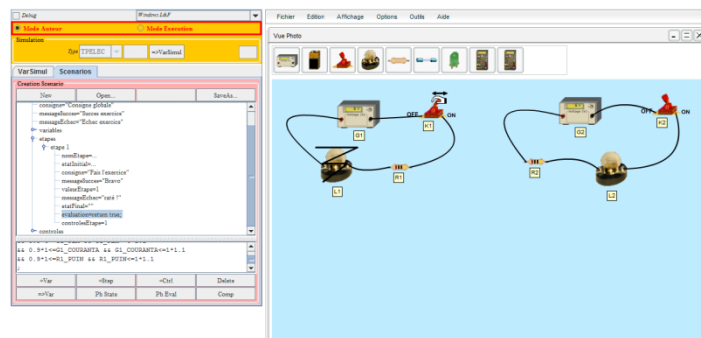 Debug
Windows L&F
Mode Auteur
Mode Execution
Simulation
Type TPELEC =>VarSimul
VarSimul Scenarios
Creation Scenario
New Open... SaveAs...
consigne="Consigne globale"
messageSucces="Succes exercice"
messageEchec="Echec exercice"
variables
etapes
etape 1
nomEtape=...
etatInitial=...
consigne="Fais l'exercice"
messageSucces="Bravo"
valeurEtape=1
messageEchec="raté !"
etatFinal=""
evaluation=return true;
controlesEtape=1
controles
&& 0.9*1<=G1_COURANTA && G1_COURANTA<=1*1.1
&& 0.9*1<=R1_PUIN && R1_PUIN<=1*1.1
;
+Var +Step +Ctrl Delete
=>Var Ph State Ph Eval Comp
Fichier Edition Affichage Options Outils Aide
Vue Photo
OFF ON
G1
K1
L1
R1
OFF ON
G2
K2
R2
L2